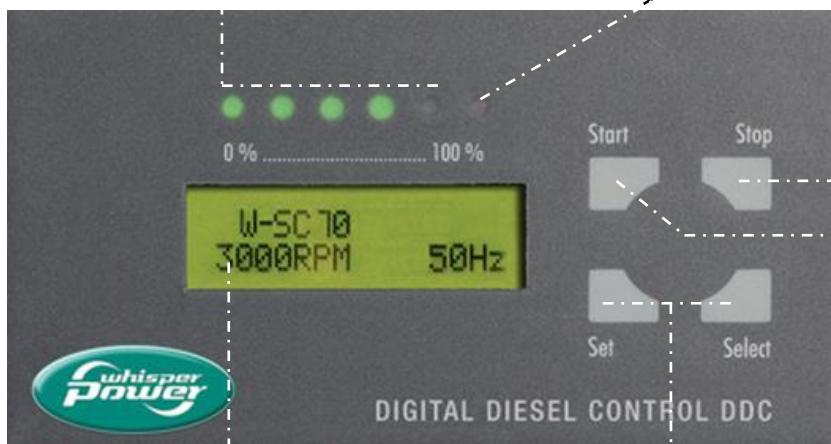 0 % ........................... 100 %
Start
Stop
W-SC70
3000RPM 50Hz
Set
Select
whisper
Power
DIGITAL DIESEL CONTROL DDC